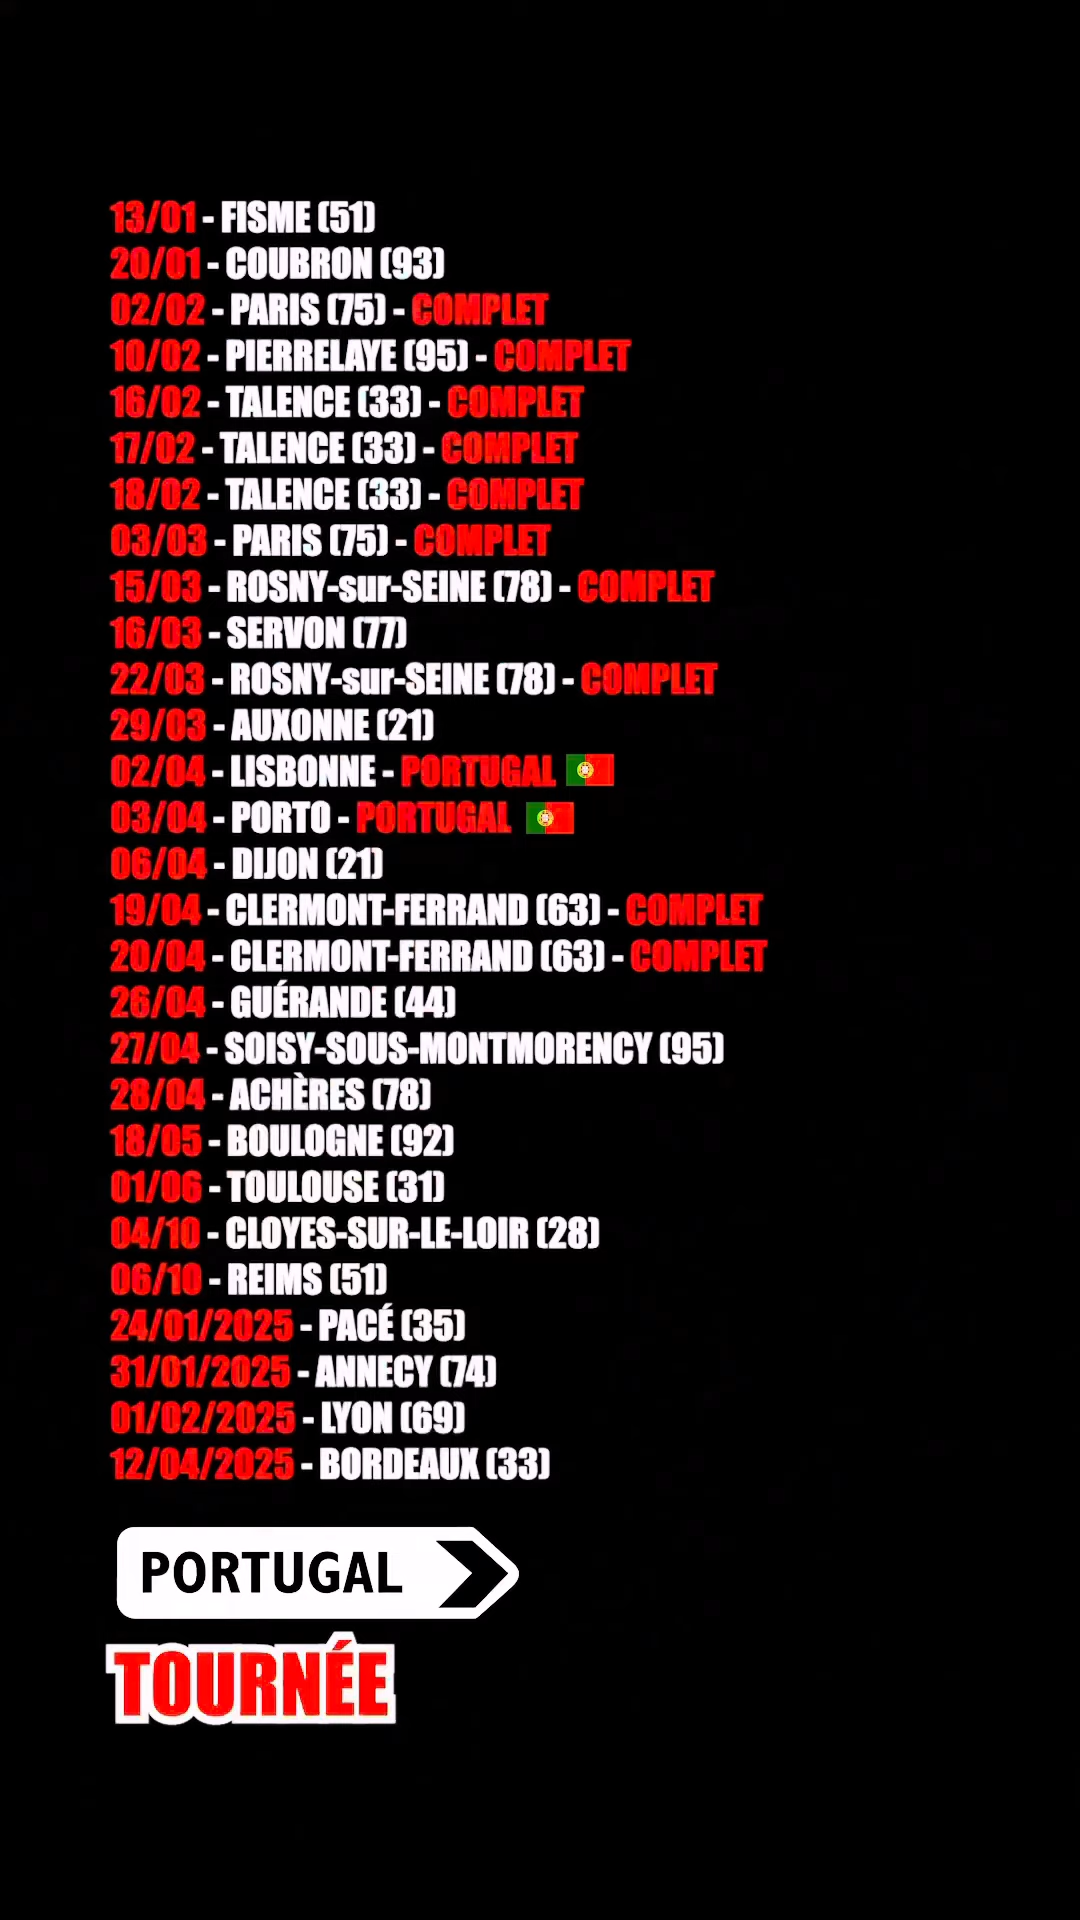 13/01 - FISME (51)
20/01 - COUBRON (93)
02/02 - PARIS (75) - COMPLET
10/02 - PIERRELAYE (95) - COMPLET
16/02 - TALENCE (33) - COMPLET
17/02 - TALENCE (33) - COMPLET
18/02 - TALENCE (33) - COMPLET
03/03 - PARIS (75) - COMPLET
15/03 - ROSNY-sur-SEINE (78) - COMPLET
16/03 - SERVON (77)
22/03 - ROSNY-sur-SEINE (78) - COMPLET
29/03 - AUXONNE (21)
02/04 - LISBONNE - PORTUGAL
03/04 - PORTO - PORTUGAL
06/04 - DIJON (21)
19/04 - CLERMONT-FERRAND (63) - COMPLET
20/04 - CLERMONT-FERRAND (63) - COMPLET
26/04 - GUÉRANDE (44)
27/04 - SOISY-SOUS-MONTMORENCY (95)
28/04 - ACHÈRES (78)
18/05 - BOULOGNE (92)
01/06 - TOULOUSE (31)
04/10 - CLOYES-SUR-LE-LOIR (28)
06/10 - REIMS (51)
24/01/2025 - PACÉ (35)
31/01/2025 - ANNECY (74)
01/02/2025 - LYON (69)
12/04/2025 - BORDEAUX (33)
PORTUGAL
TOURNÉE